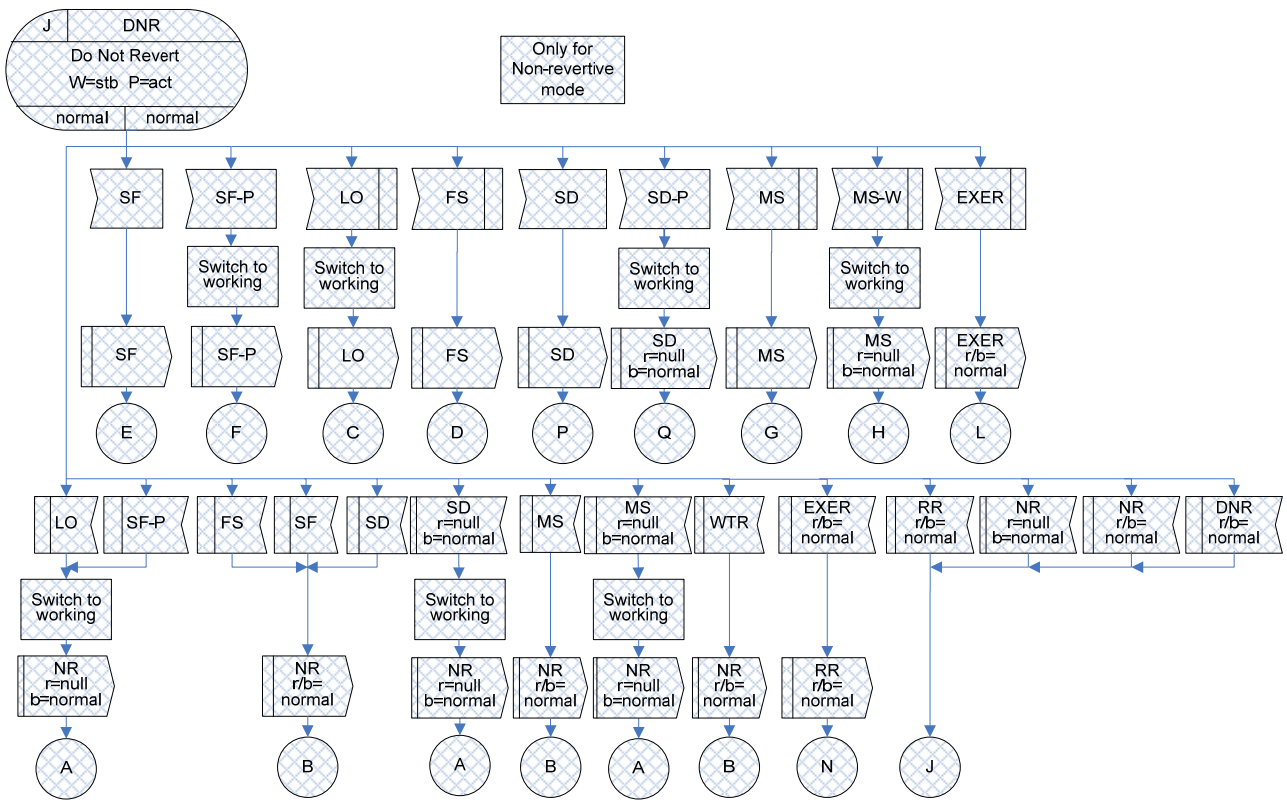 J DNR
Do Not Revert
W=stb P=act
normal normal
Only for
Non-revertive
mode
SF SF-P LO FS SD SD-P MS MS-W EXER
Switch to
working
Switch to
working
Switch to
working
Switch to
working
SF
SF-P
LO
FS
SD
SD
r=null
b=normal
MS
MS
r=null
b=normal
EXER
r/b=
normal
E F C D P Q G H L
LO
SF-P
FS
SF
SD
SD
r=null
b=normal
MS
MS
r=null
b=normal
WTR
EXER
r/b=
normal
RR
r/b=
normal
NR
r=null
b=normal
NR
r/b=
normal
DNR
r/b=
normal
Switch to
working
Switch to
working
Switch to
working
NR
r=null
b=normal
NR
r/b=
normal
NR
r=null
b=normal
NR
r/b=
normal
NR
r=null
b=normal
NR
r/b=
normal
RR
r/b=
normal
A B A B A B N J